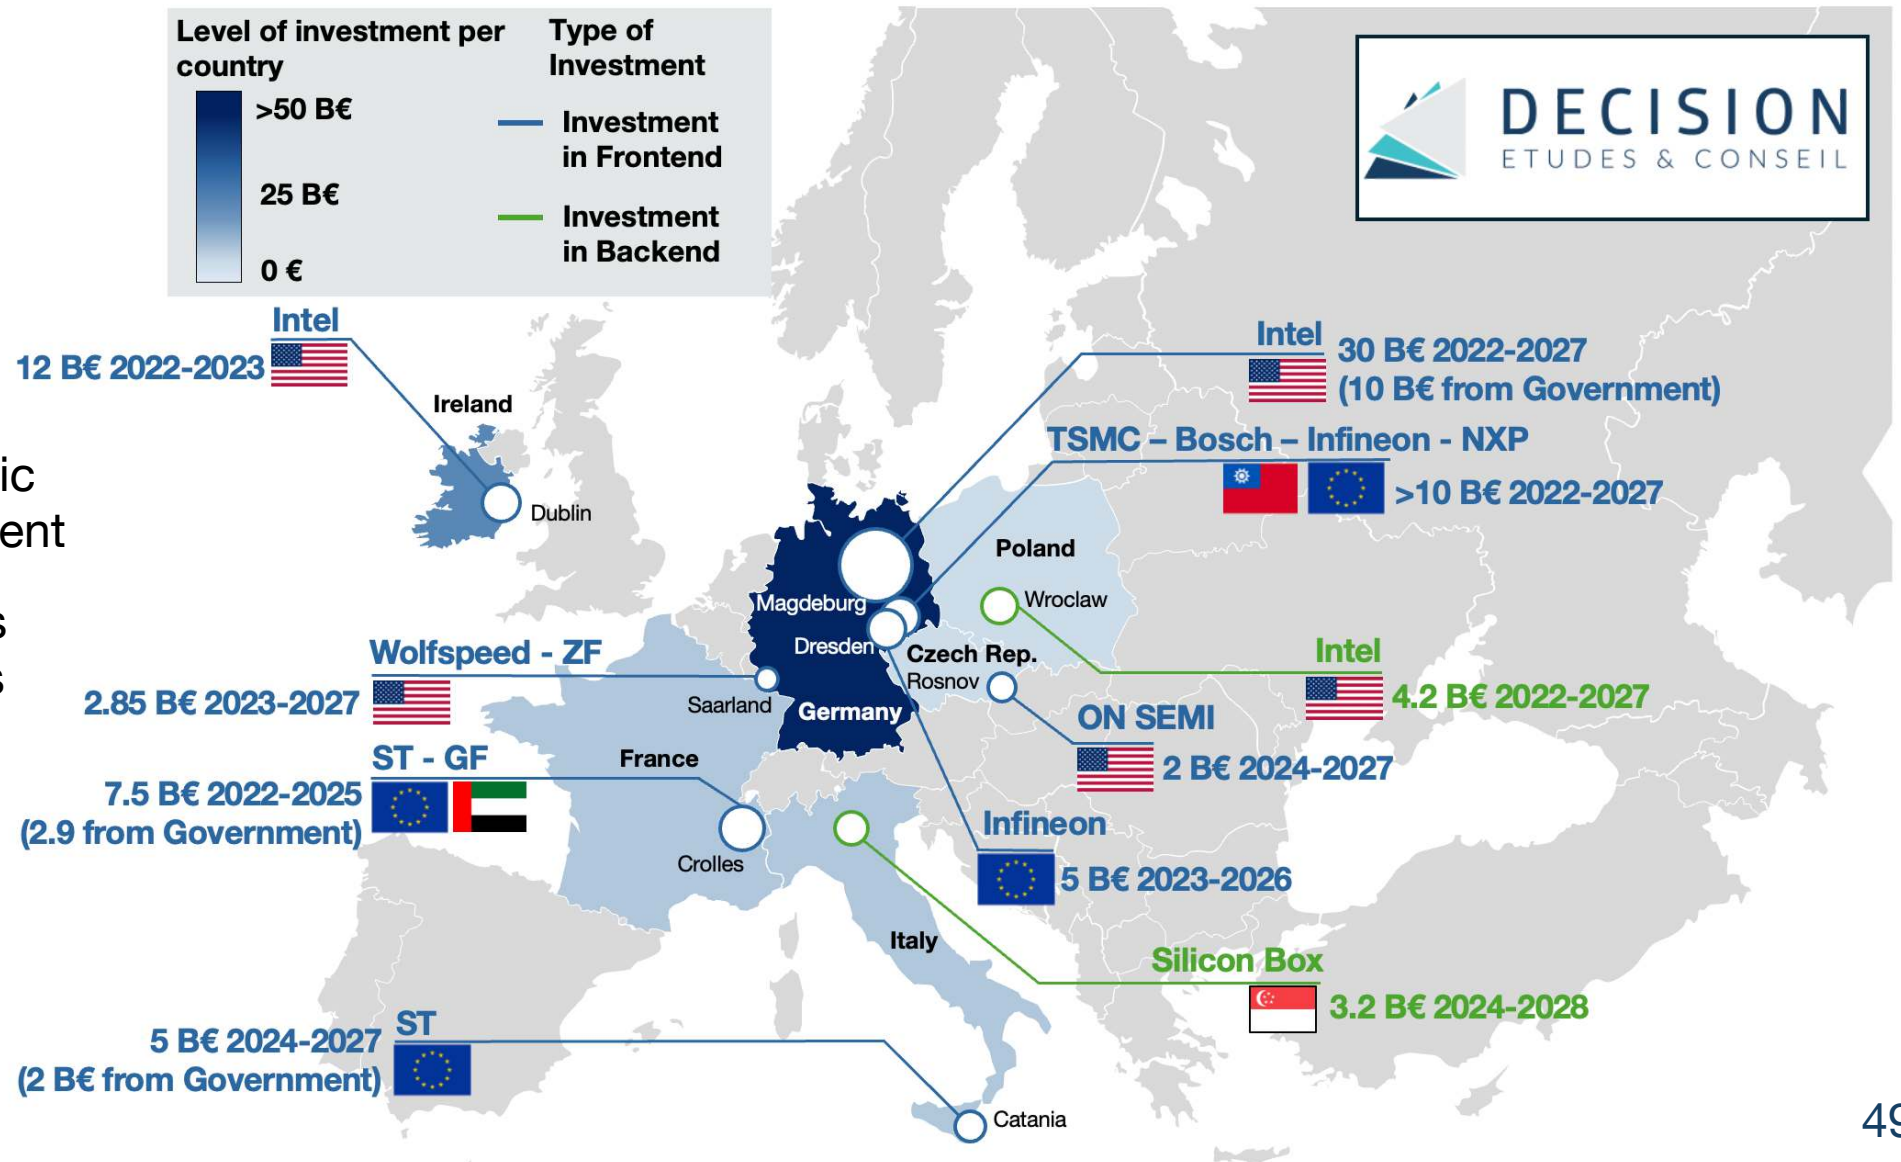 Level of investment per
country
>50 B€
25 B€
0 €
Type of
Investment
Investment
in Frontend
Investment
in Backend
DECISION
ETUDES & CONSEIL
Intel
12 B€ 2022-2023
Ireland
Dublin
ic
ent
s
s
Intel
30 B€ 2022-2027
(10 B€ from Government)
TSMC – Bosch – Infineon - NXP
>10 B€ 2022-2027
Poland
Wroclaw
Magdeburg
Dresden
Czech Rep.
Rosnov
Saarland
Germany
Wolfspeed - ZF
2.85 B€ 2023-2027
Intel
4.2 B€ 2022-2027
ON SEMI
2 B€ 2024-2027
ST - GF
7.5 B€ 2022-2025
(2.9 from Government)
France
Crolles
Infineon
5 B€ 2023-2026
Italy
Silicon Box
3.2 B€ 2024-2028
ST
5 B€ 2024-2027
(2 B€ from Government)
Catania
49